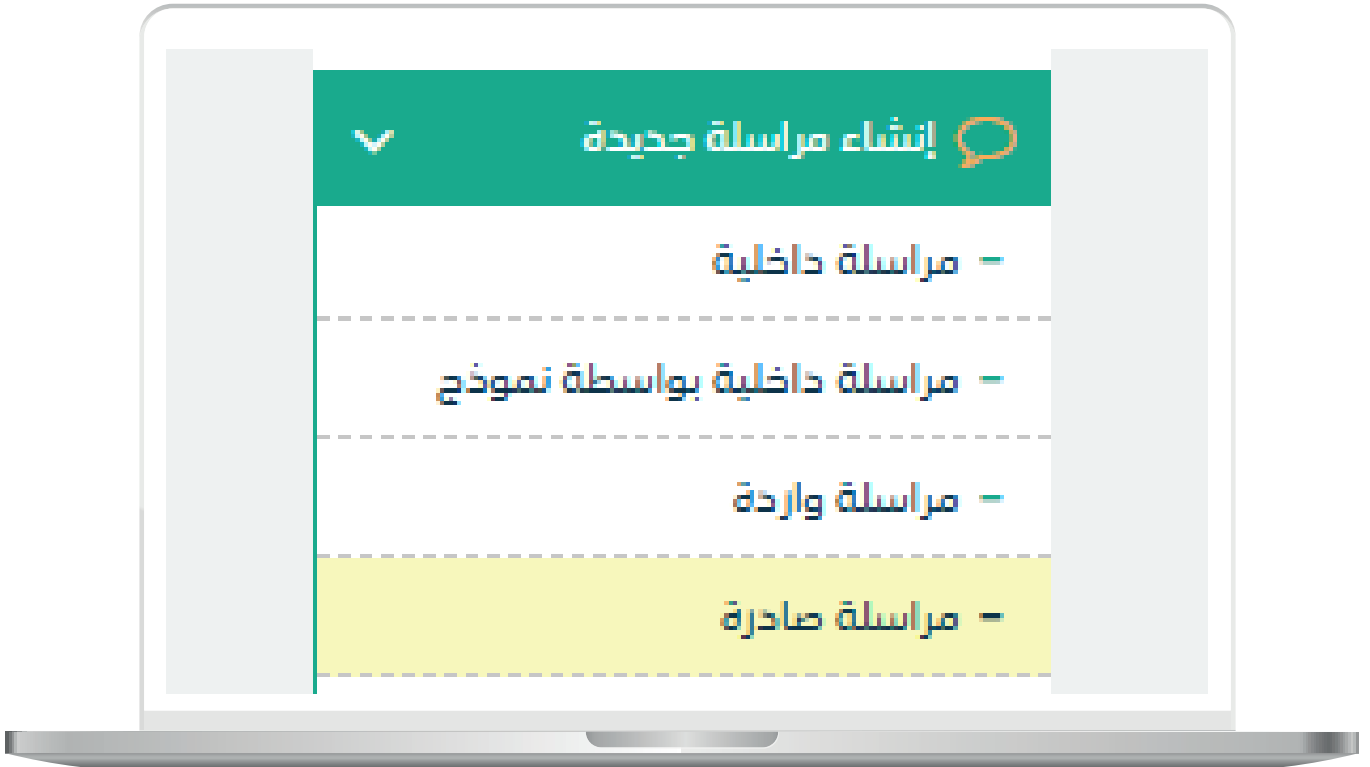 إنشاء مراسلة جديدة
- مراسلة داخلية
- مراسلة داخلية بواسطة نموذج
- مراسلة واردة
- مراسلة صادرة